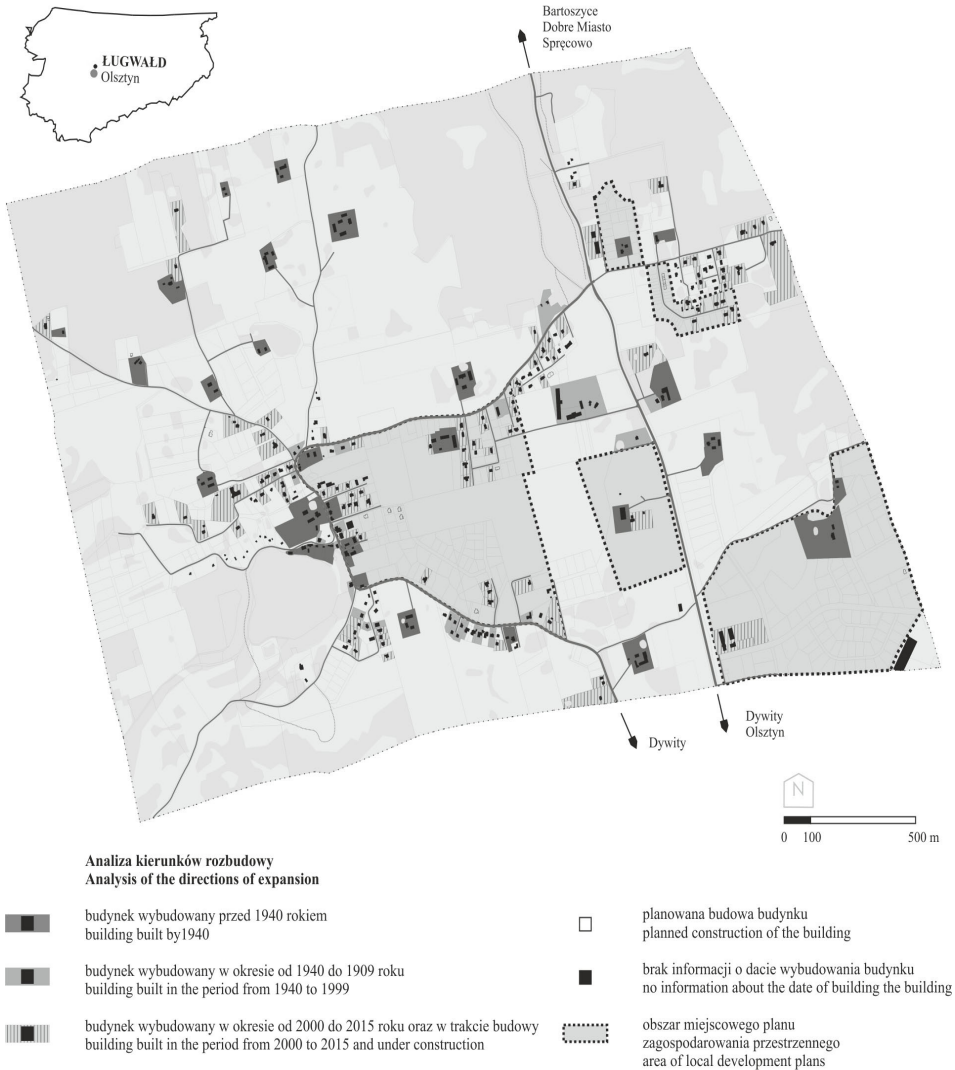 Bartoszyce
Dobre Miasto
Spręcowo
ŁUGWAŁD
Olsztyn
Dywity
Olsztyn
Dywity
N
0 100 500 m
Analiza kierunków rozbudowy
Analysis of the directions of expansion
budynek wybudowany przed 1940 rokiem
building built by1940
budynek wybudowany w okresie od 1940 do 1909 roku
building built in the period from 1940 to 1999
budynek wybudowany w okresie od 2000 do 2015 roku oraz w trakcie budowy
building built in the period from 2000 to 2015 and under construction
planowana budowa budynku
planned construction of the building
brak informacji o dacie wybudowania budynku
no information about the date of building the building
obszar miejscowego planu
zagospodarowania przestrzennego
area of local development plans